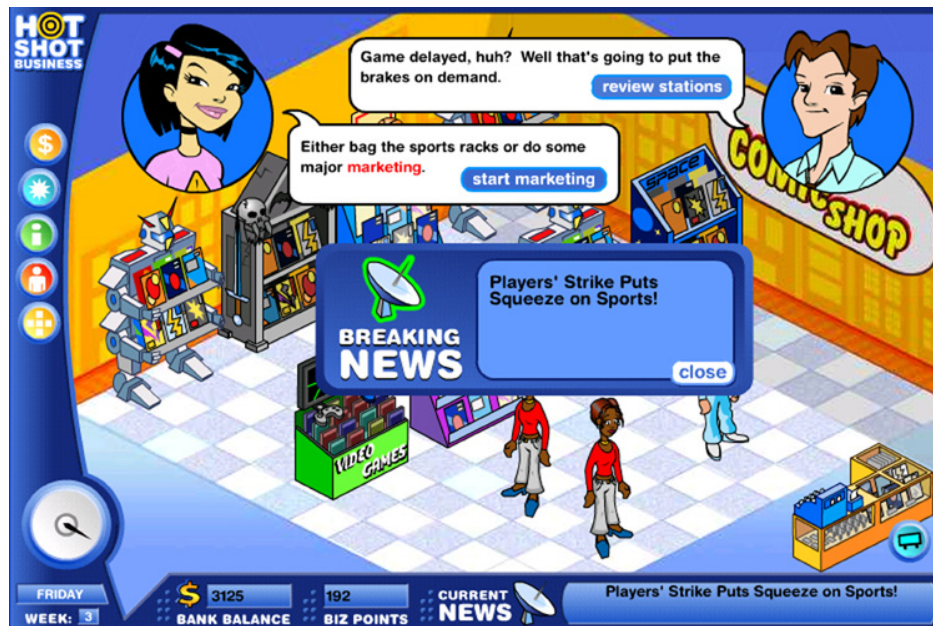 HOT
SHOT
BUSINESS
Game delayed, huh? Well that's going to put the
brakes on demand.
review stations
Either bag the sports racks or do some
major marketing.
start marketing
SPACE
COMIC
SHOP
$
Players' Strike Puts
Squeeze on Sports!
BREAKING
NEWS
close
VIDEO
GAMES
FRIDAY
WEEK: 3
$ 3125
BANK BALANCE
192
BIZ POINTS
CURRENT
NEWS
Players' Strike Puts Squeeze on Sports!